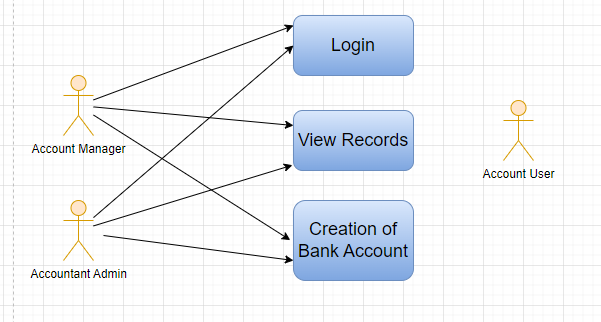 Login
Account Manager
View Records
Account User
Accountant Admin
Creation of
Bank Account